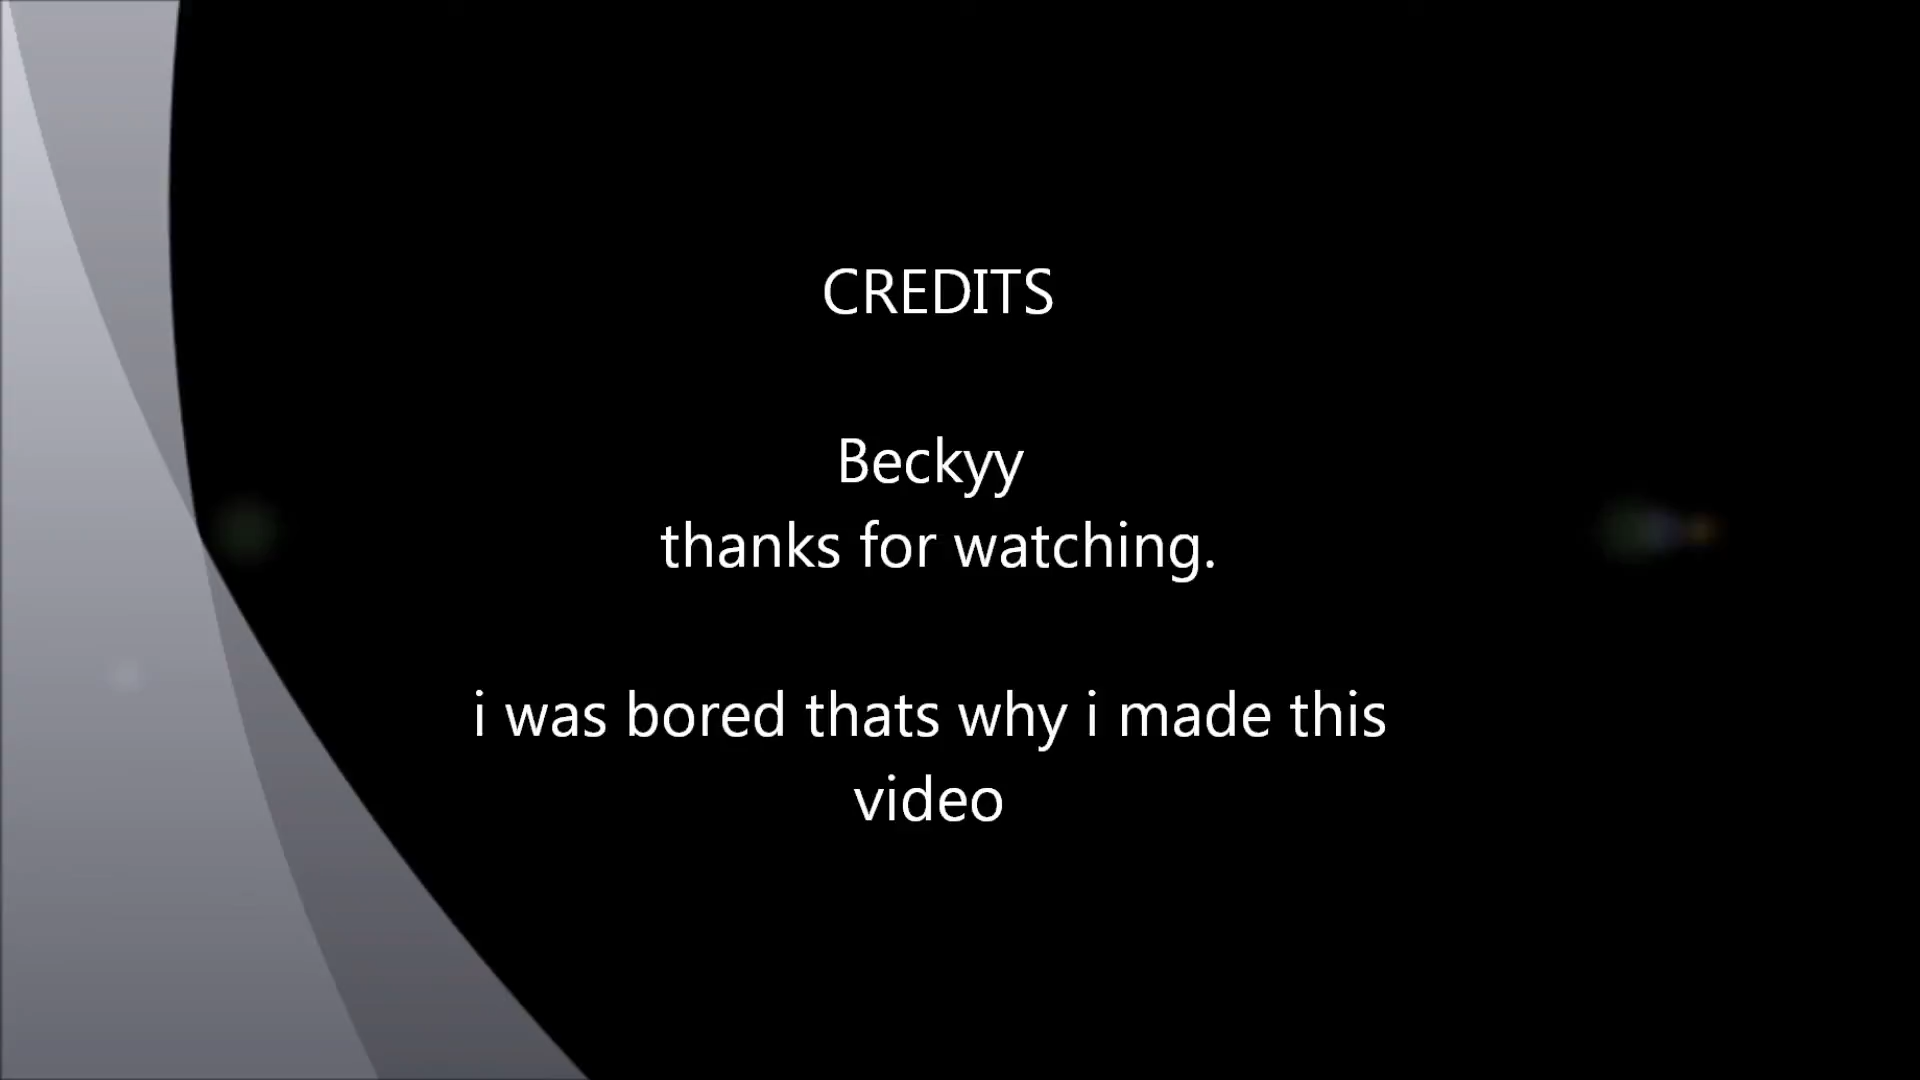 CREDITS
Beckyy
thanks for watching.
i was bored thats why i made this
video